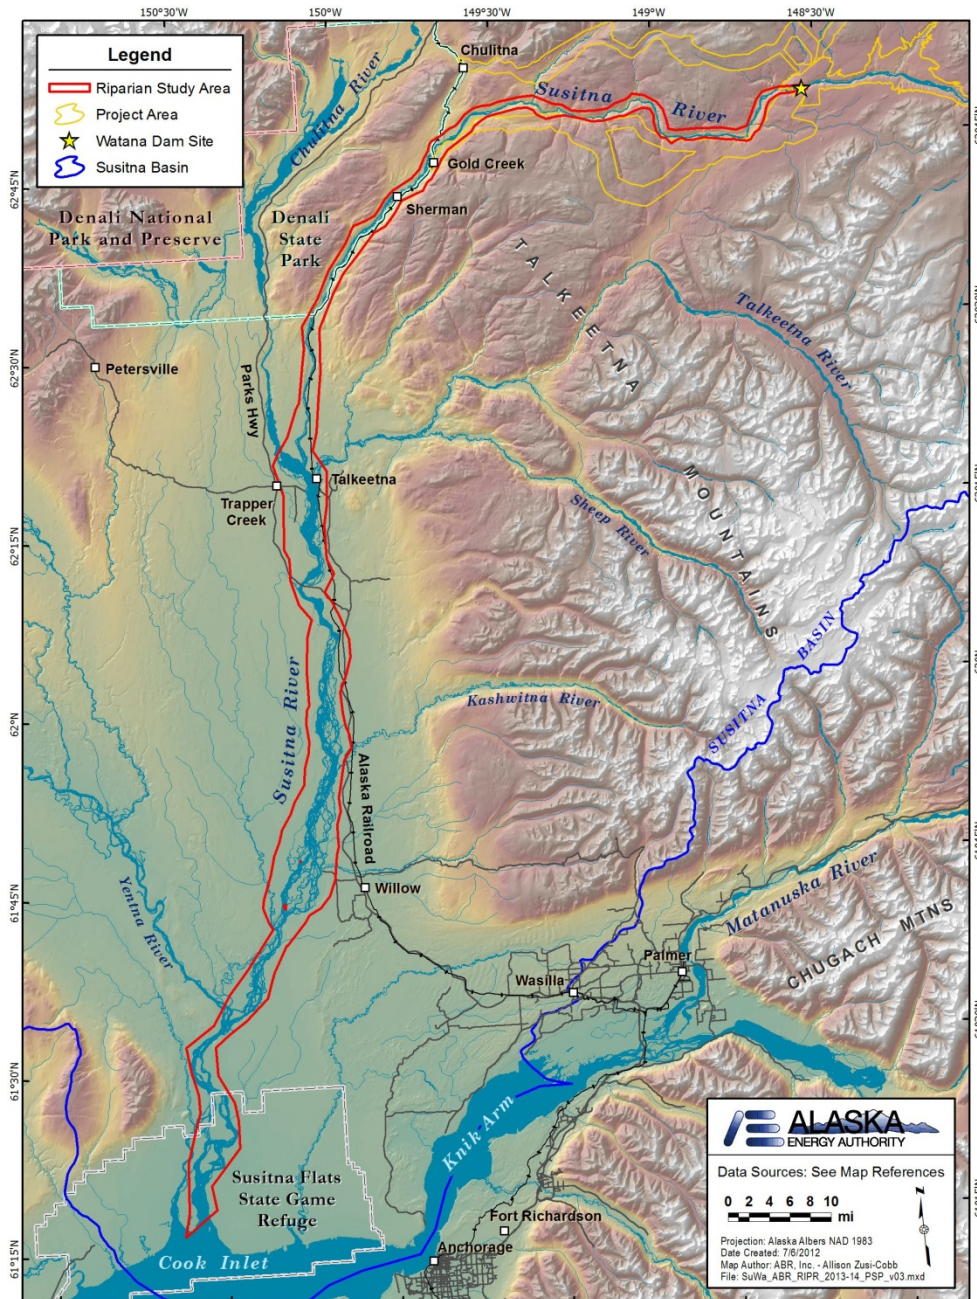 150°30'W
150°0'W
149°30'W
149°0'W
148°30'W
Legend
Riparian Study Area
Project Area
Watana Dam Site
Susitna Basin
Chulitna
Chulitna River
Susitna
River
62°45'N
Gold Creek
Sherman
Denali National
Park and Preserve
Denali
State
Park
TALKEETNA
MOUNTAINS
Talkeetna River
62°30'N
Petersville
Parks Hwy
Talkeetna
Trapper
Creek
Sheep River
62°15'N
SUSITNA
BASIN
Susitna River
Kashwitna River
62°N
Alaska Railroad
Willow
61°45'N
Yentna River
Matanuska River
CHUGACH MTNS
Palmer
Wasilla
61°30'N
Knik Arm
Susitna Flats
State Game
Refuge
Fort Richardson
Cook Inlet
Anchorage
61°15'N
ALASKA
ENERGY AUTHORITY
Data Sources: See Map References
0 2 4 6 8 10
mi
N
Projection: Alaska Albers NAD 1983
Date Created: 7/6/2012
Map Author: ABR, Inc. - Allison Zusi-Cobb
File: SuWa_ABR_RIPR_2013-14_PSP_v03.mxd